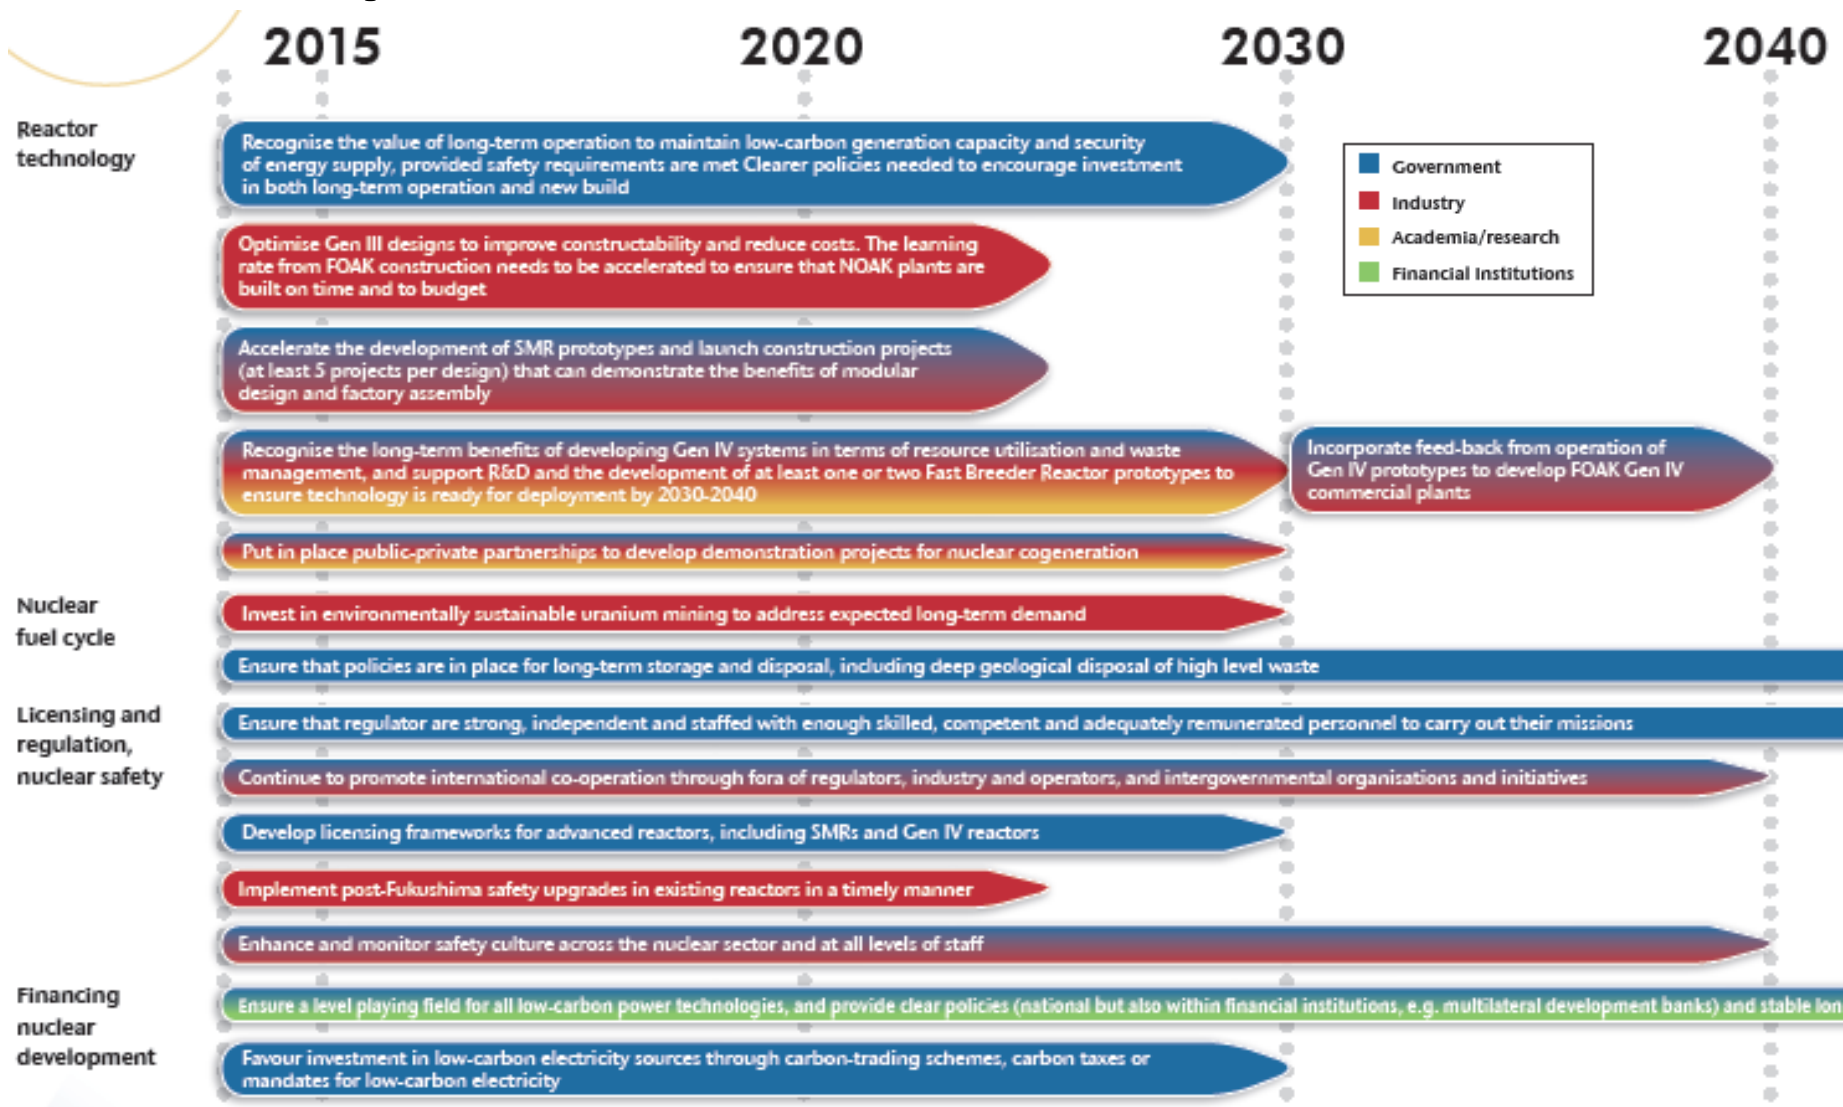 2015 2020 2030 2040
Reactor
technology
Recognise the value of long-term operation to maintain low-carbon generation capacity and security
of energy supply, provided safety requirements are met Clearer policies needed to encourage investment
in both long-term operation and new build
Government
Industry
Academia/research
Financial Institutions
Optimise Gen III designs to improve constructability and reduce costs. The learning
rate from FOAK construction needs to be accelerated to ensure that NOAK plants are
built on time and to budget
Accelerate the development of SMR prototypes and launch construction projects
(at least 5 projects per design) that can demonstrate the benefits of modular
design and factory assembly
Recognise the long-term benefits of developing Gen IV systems in terms of resource utilisation and waste
management, and support R&D and the development of at least one or two Fast Breeder Reactor prototypes to
ensure technology is ready for deployment by 2030-2040
Incorporate feed-back from operation of
Gen IV prototypes to develop FOAK Gen IV
commercial plants
Put in place public-private partnerships to develop demonstration projects for nuclear cogeneration
Nuclear
fuel cycle
Invest in environmentally sustainable uranium mining to address expected long-term demand
Ensure that policies are in place for long-term storage and disposal, including deep geological disposal of high level waste
Licensing and
regulation,
nuclear safety
Ensure that regulator are strong, independent and staffed with enough skilled, competent and adequately remunerated personnel to carry out their missions
Continue to promote international co-operation through fora of regulators, industry and operators, and intergovernmental organisations and initiatives
Develop licensing frameworks for advanced reactors, including SMRs and Gen IV reactors
Implement post-Fukushima safety upgrades in existing reactors in a timely manner
Enhance and monitor safety culture across the nuclear sector and at all levels of staff
Financing
nuclear
development
Ensure a level playing field for all low-carbon power technologies, and provide clear policies (national but also within financial institutions, e.g. multilateral development banks) and stable lon
Favour investment in low-carbon electricity sources through carbon-trading schemes, carbon taxes or
mandates for low-carbon electricity